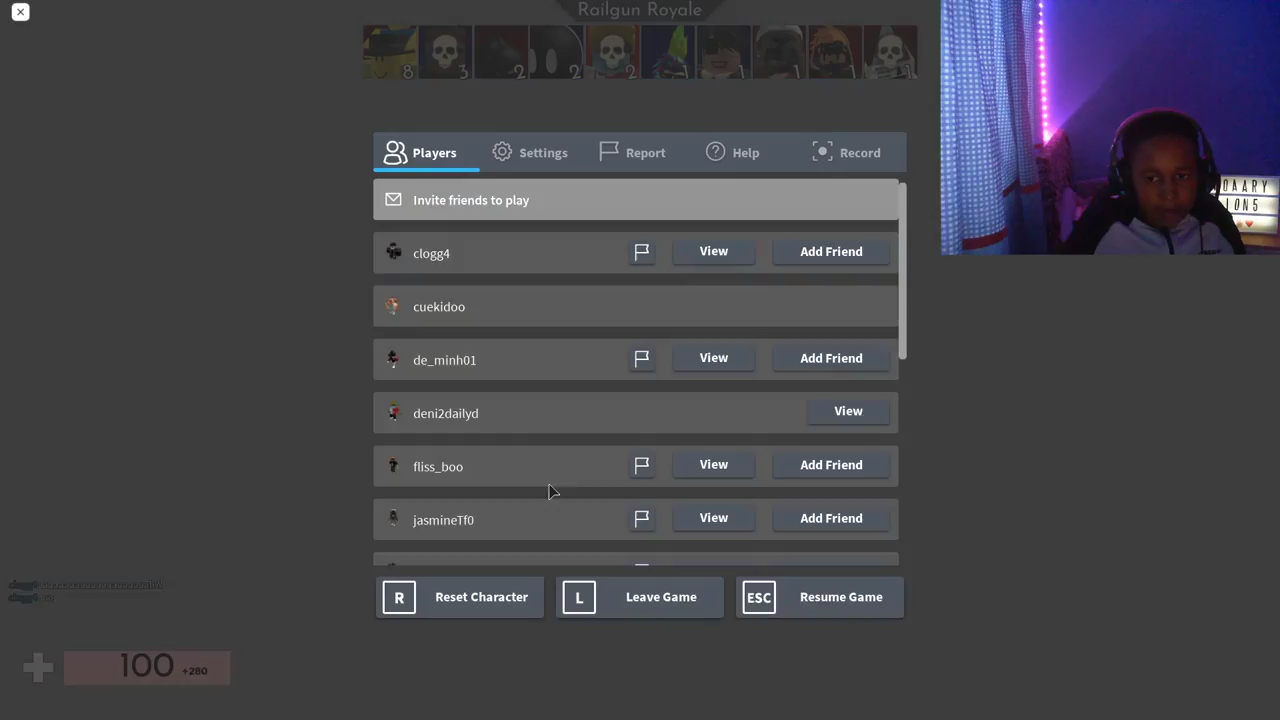 Railgun Royale
8 3 2 2 2 1 1 1 1
Players Settings Report Help Record
Invite friends to play
clogg4 View Add Friend
cuekidoo
de_minh01 View Add Friend
deni2dailyd View
fliss_boo View Add Friend
jasmineTf0 View Add Friend
R Reset Character L Leave Game ESC Resume Game
100 +280